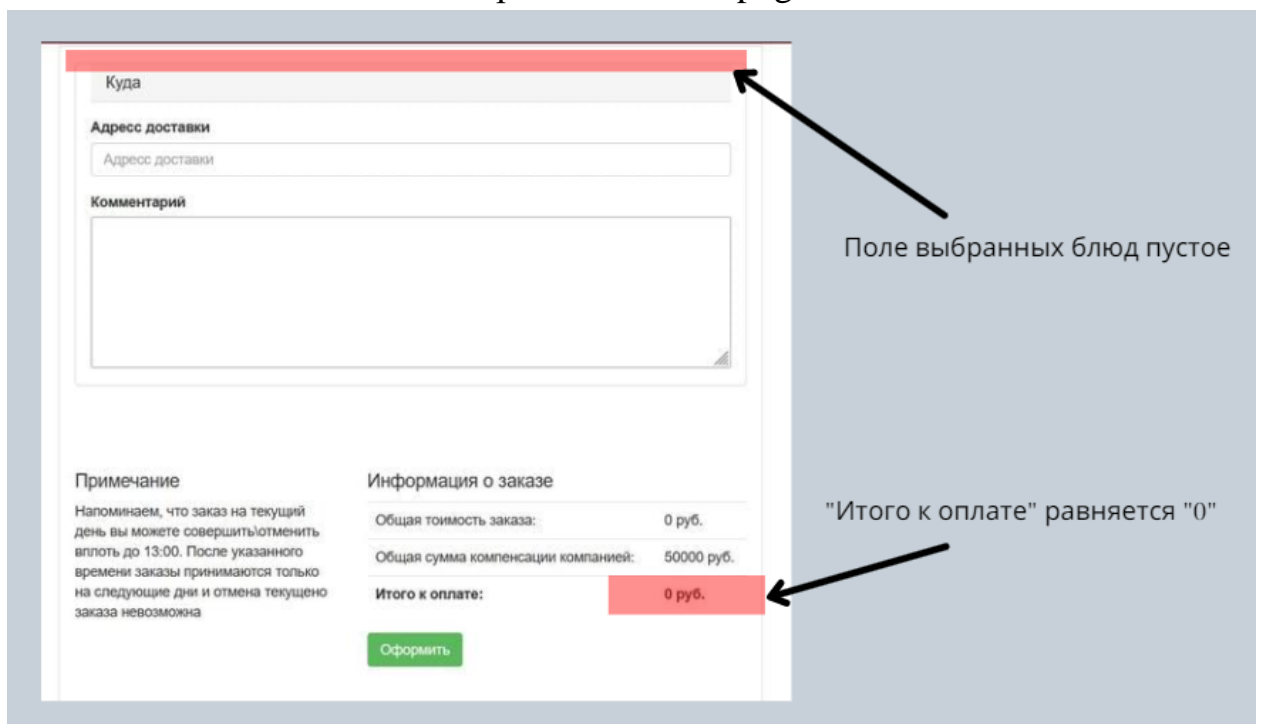 Куда
Адресс доставки
Адресс доставки
Комментарий
Поле выбранных блюд пустое
Примечание
Напоминаем, что заказ на текущий
день вы можете совершить\отменить
вплоть до 13:00. После указанного
времени заказы принимаются только
на следующие дни и отмена текущено
заказа невозможна
Информация о заказе
Общая тоимость заказа: 0 руб.
Общая сумма компенсации компанией: 50000 руб.
Итого к оплате: 0 руб.
"Итого к оплате" равняется "0"
Оформить